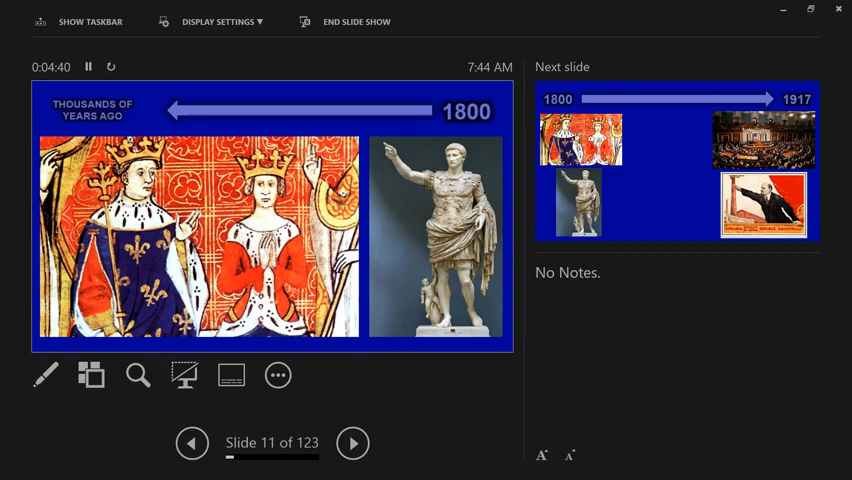 SHOW TASKBAR
DISPLAY SETTINGS ▼
END SLIDE SHOW
0:04:40
7:44 AM
THOUSANDS OF
YEARS AGO
1800
Slide 11 of 123
Next slide
1800
1917
No Notes.
A
A